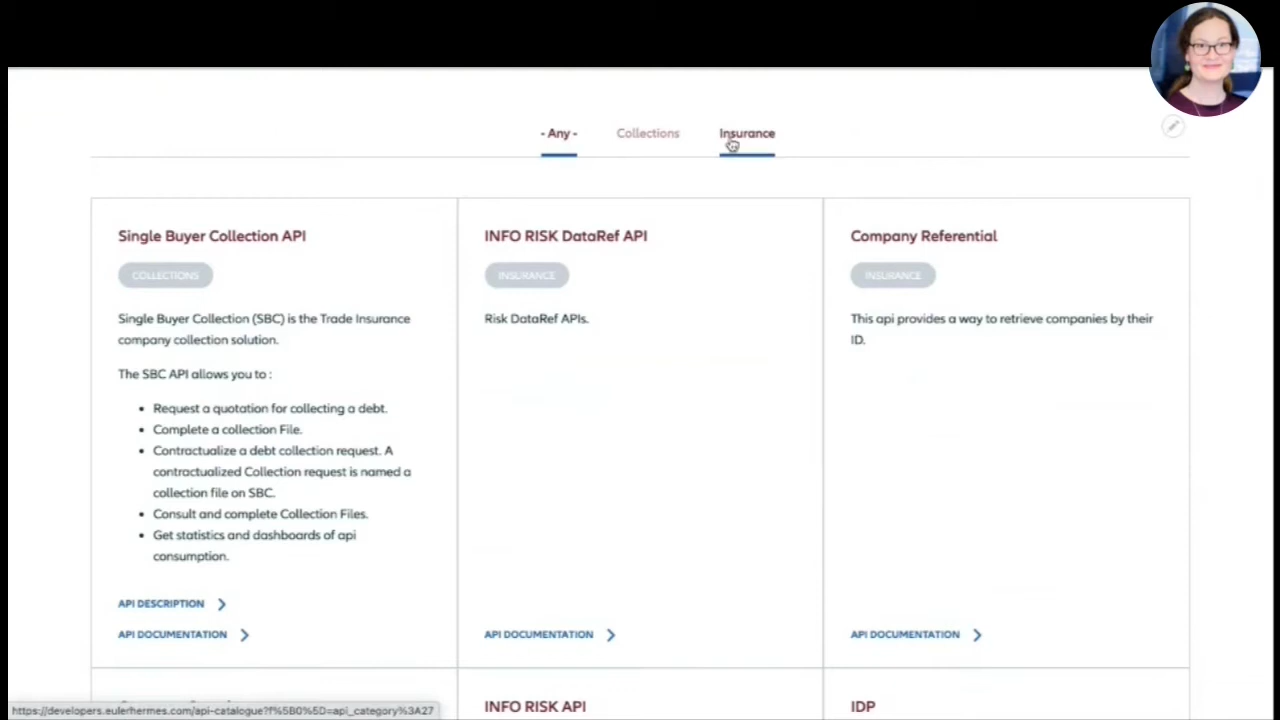 - Any -
Collections
Insurance
Single Buyer Collection API
COLLECTIONS
Single Buyer Collection (SBC) is the Trade Insurance
company collection solution.
The SBC API allows you to :
• Request a quotation for collecting a debt.
• Complete a collection File.
• Contractualize a debt collection request. A
contractualized Collection request is named a
collection file on SBC.
• Consult and complete Collection Files.
• Get statistics and dashboards of api
consumption.
API DESCRIPTION
API DOCUMENTATION
INFO RISK DataRef API
INSURANCE
Risk DataRef APIs.
API DOCUMENTATION
Company Referential
INSURANCE
This api provides a way to retrieve companies by their
ID.
API DOCUMENTATION
INFO RISK API
IDP
https://developers.eulerhermes.com/api-catalogue?f%5B0%5D=api_category%3A27